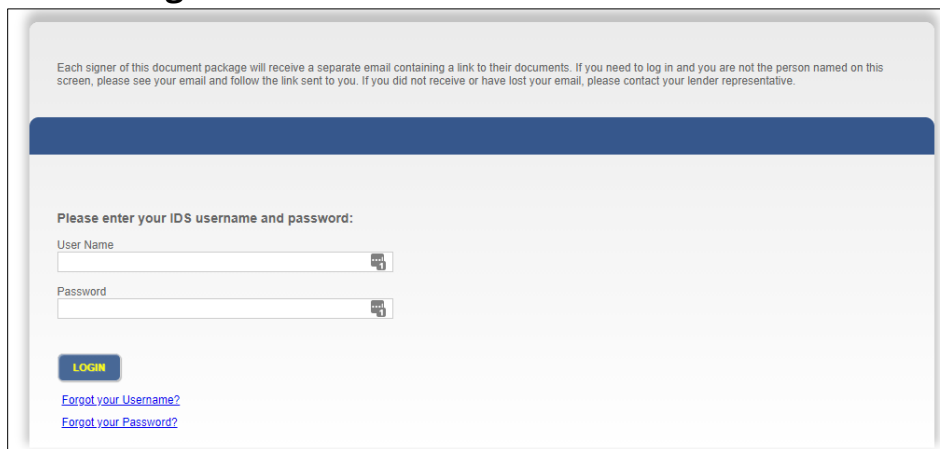 Each signer of this document package will receive a separate email containing a link to their documents. If you need to log in and you are not the person named on this
screen, please see your email and follow the link sent to you. If you did not receive or have lost your email, please contact your lender representative.
Please enter your IDS username and password:
User Name
Password
LOGIN
Forgot your Username?
Forgot your Password?